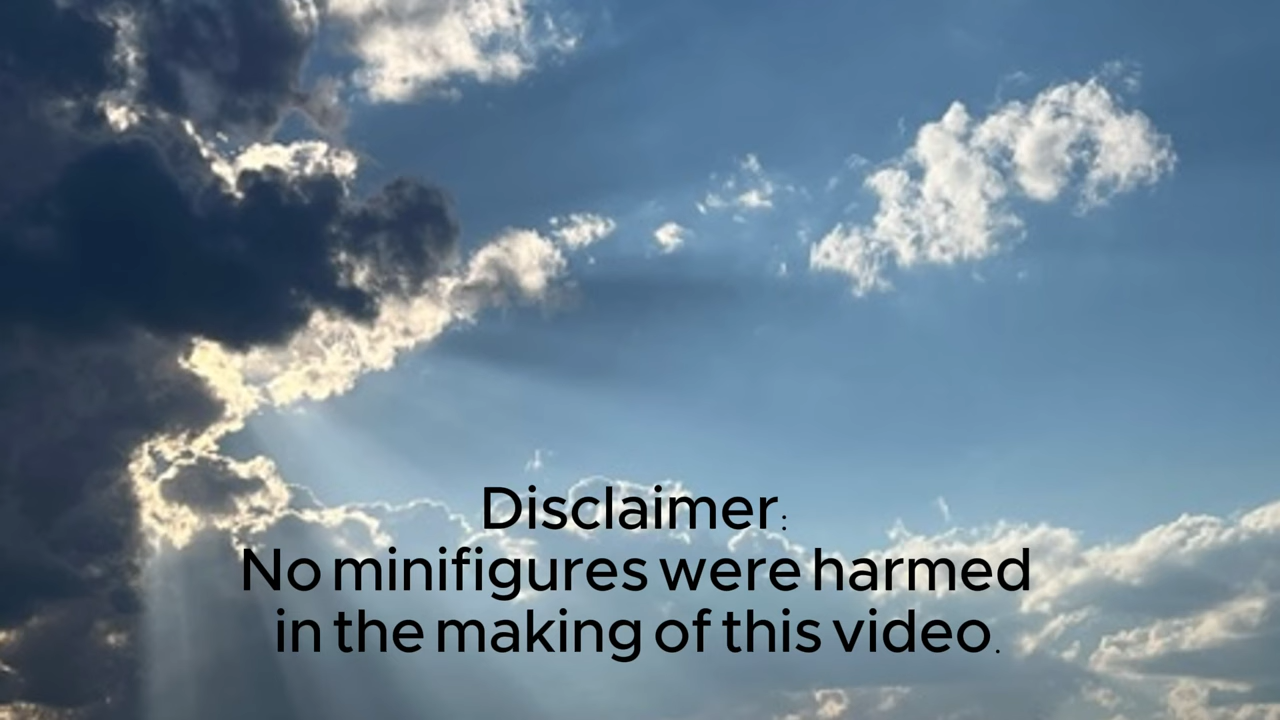 Disclaimer:
No minifigures were harmed
in the making of this video.